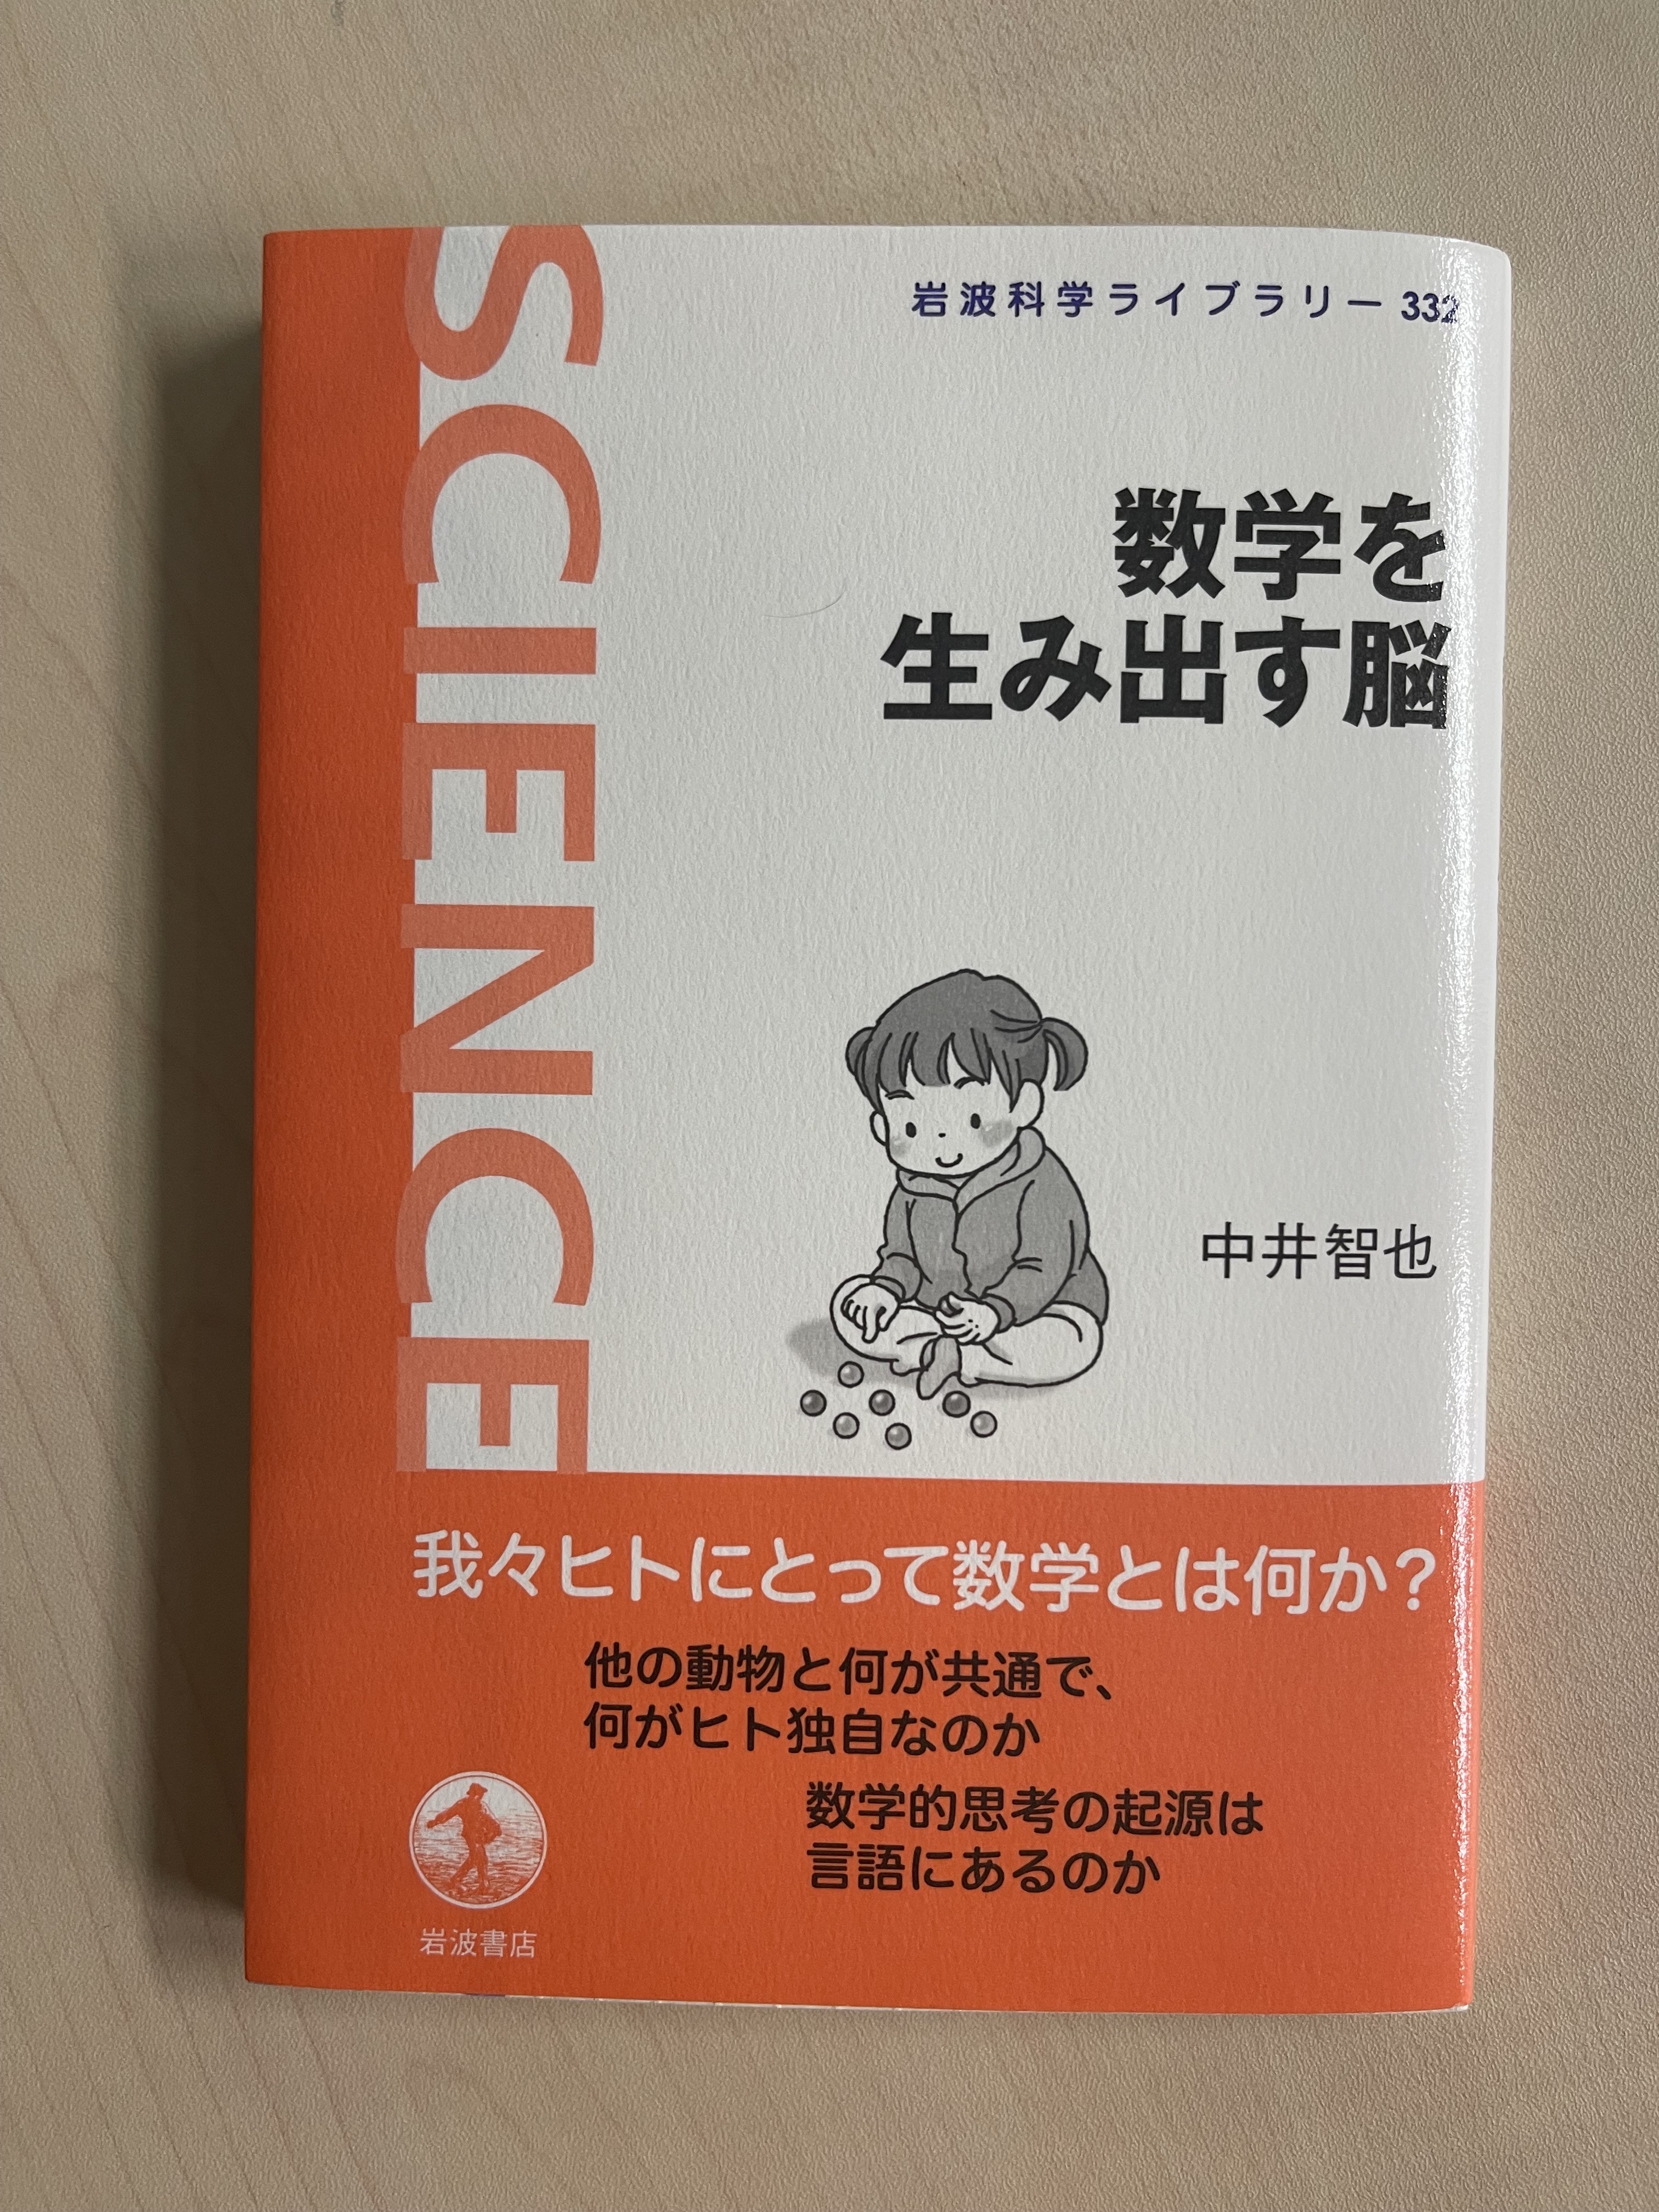 SCIENCE
岩波科学ライブラリー 332
数学を
生み出す脳
中井智也
我々ヒトにとって数学とは何か?
他の動物と何が共通で、
何がヒト独自なのか
数学的思考の起源は
言語にあるのか
岩波書店